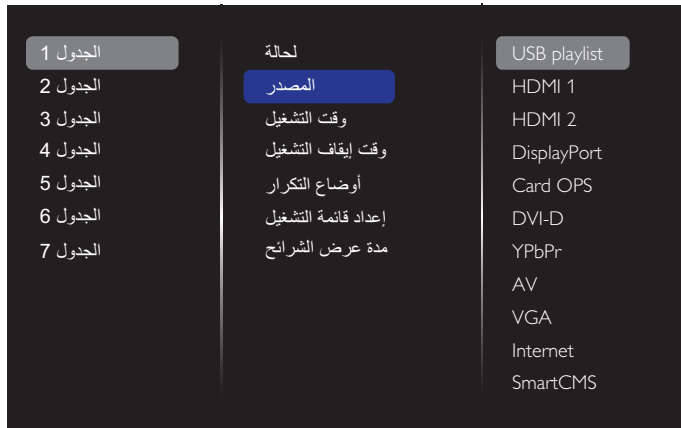 الجدول 1
الجدول 2
الجدول 3
الجدول 4
الجدول 5
الجدول 6
الجدول 7
لحالة
المصدر
وقت التشغيل
وقت إيقاف التشغيل
أوضاع التكرار
إعداد قائمة التشغيل
مدة عرض الشرائح
USB playlist
HDMI 1
HDMI 2
DisplayPort
Card OPS
DVI-D
YPbPr
AV
VGA
Internet
SmartCMS